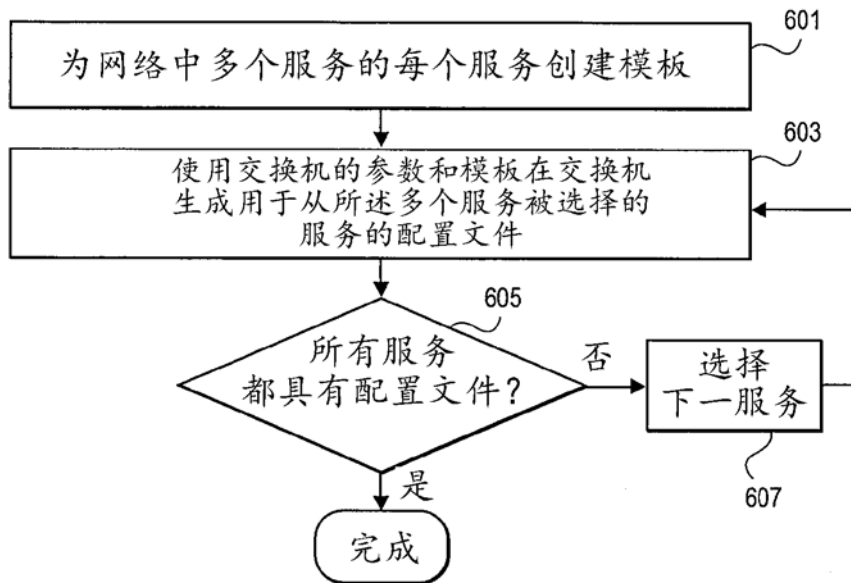 601
为网络中多个服务的每个服务创建模板
603
使用交换机的参数和模板在交换机
生成用于从所述多个服务被选择的
服务的配置文件
605
所有服务
都具有配置文件?
否
选择
下一服务
607
是
完成